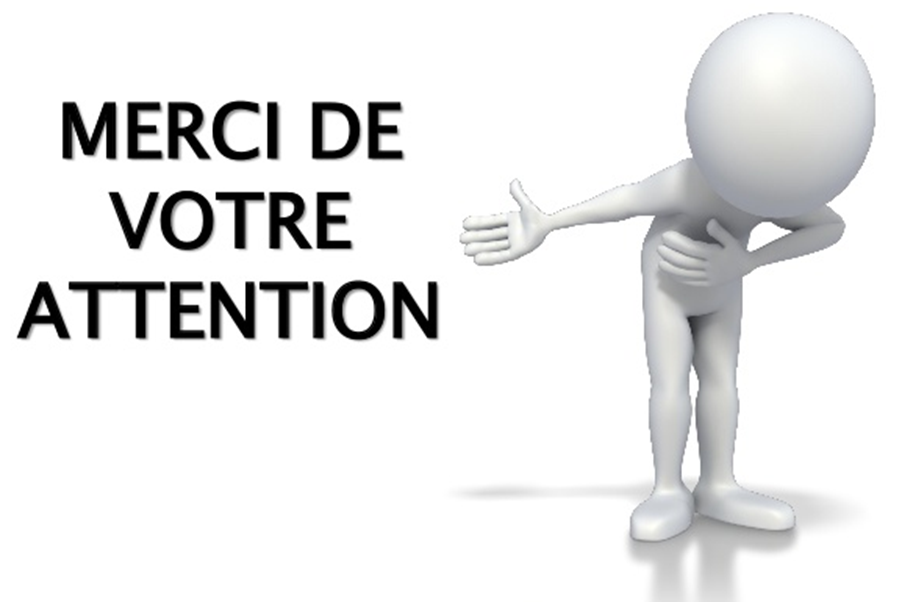 MERCI DE
VOTRE
ATTENTION